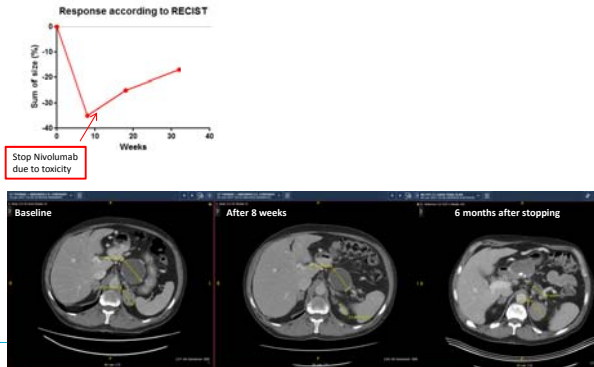 Response according to RECIST
Sum of size (%)
0
-10
-20
-30
-40
0
10
20
30
40
Weeks
Stop Nivolumab
due to toxicity
Baseline
After 8 weeks
6 months after stopping